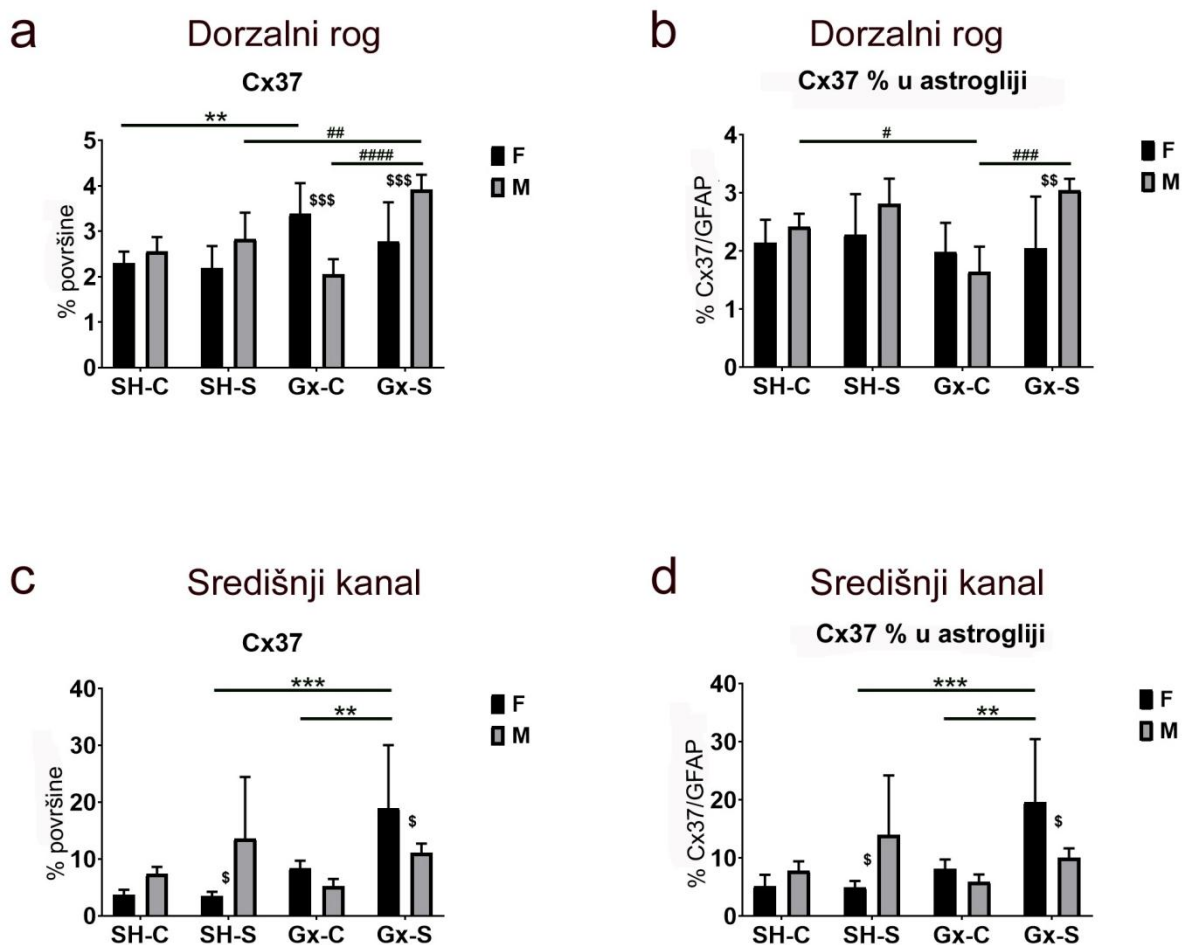 a
Dorzalni rog
Cx37
**
##
####
$$$
$$$
% površine
5
4
3
2
1
0
SH-C SH-S Gx-C Gx-S
F
M
b
Dorzalni rog
Cx37 % u astrogliji
#
###
$$
% Cx37/GFAP
4
3
2
1
0
SH-C SH-S Gx-C Gx-S
F
M
c
Središnji kanal
Cx37
***
**
$
$
% površine
40
30
20
10
0
SH-C SH-S Gx-C Gx-S
F
M
d
Središnji kanal
Cx37 % u astrogliji
***
**
$
$
% Cx37/GFAP
40
30
20
10
0
SH-C SH-S Gx-C Gx-S
F
M